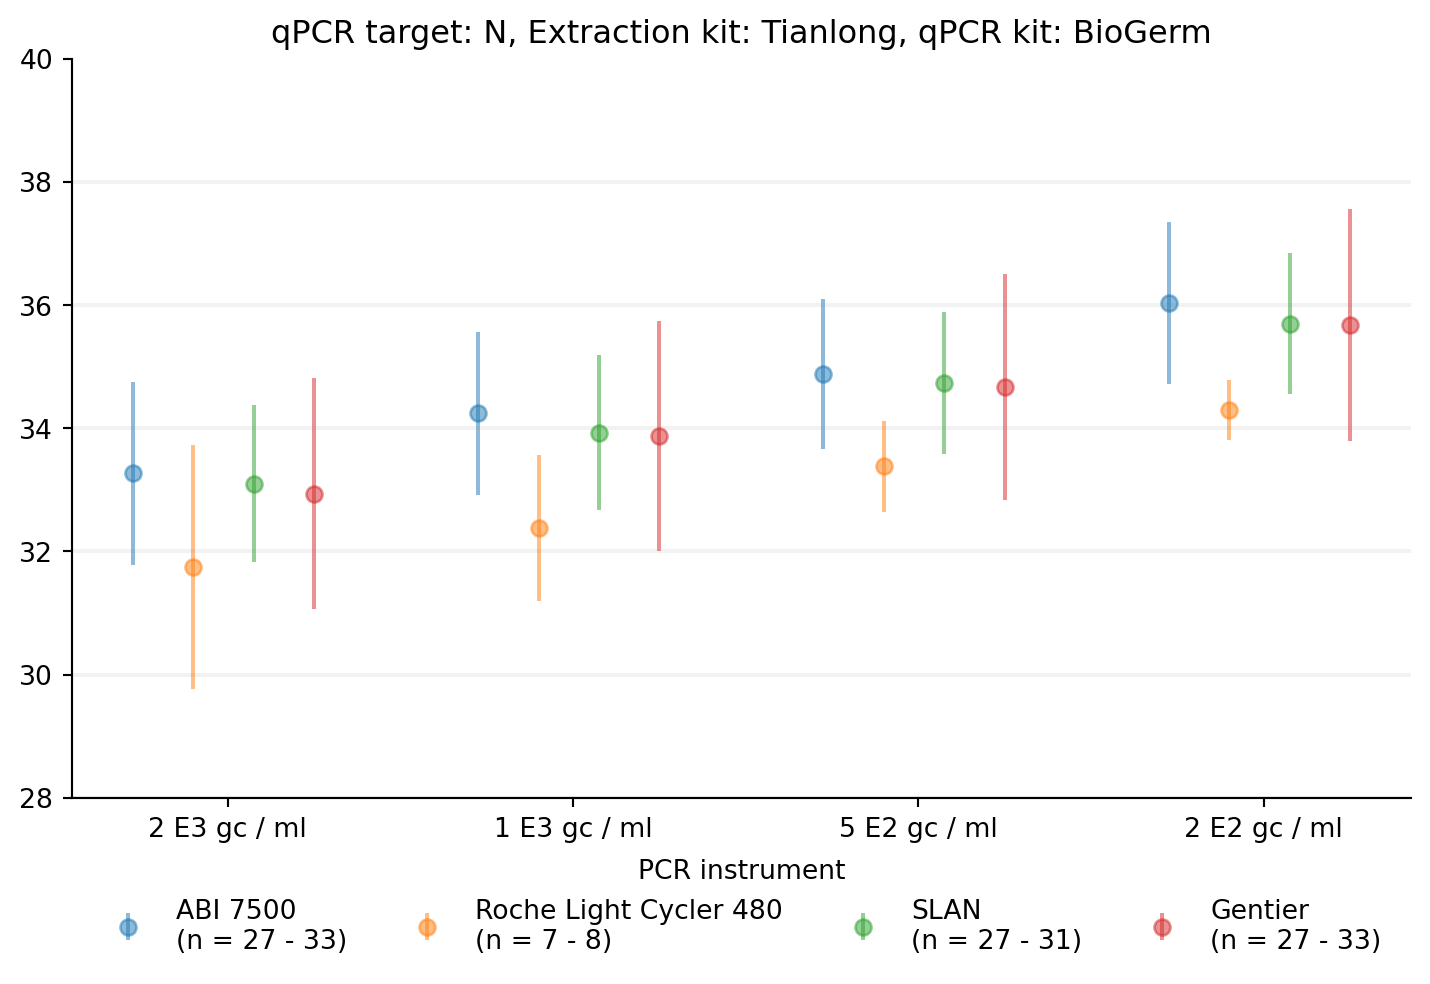 qPCR target: N, Extraction kit: Tianlong, qPCR kit: BioGerm
40
38
36
34
32
30
28
2 E3 gc / ml
1 E3 gc / ml
5 E2 gc / ml
2 E2 gc / ml
PCR instrument
ABI 7500
(n = 27 - 33)
Roche Light Cycler 480
(n = 7 - 8)
SLAN
(n = 27 - 31)
Gentier
(n = 27 - 33)